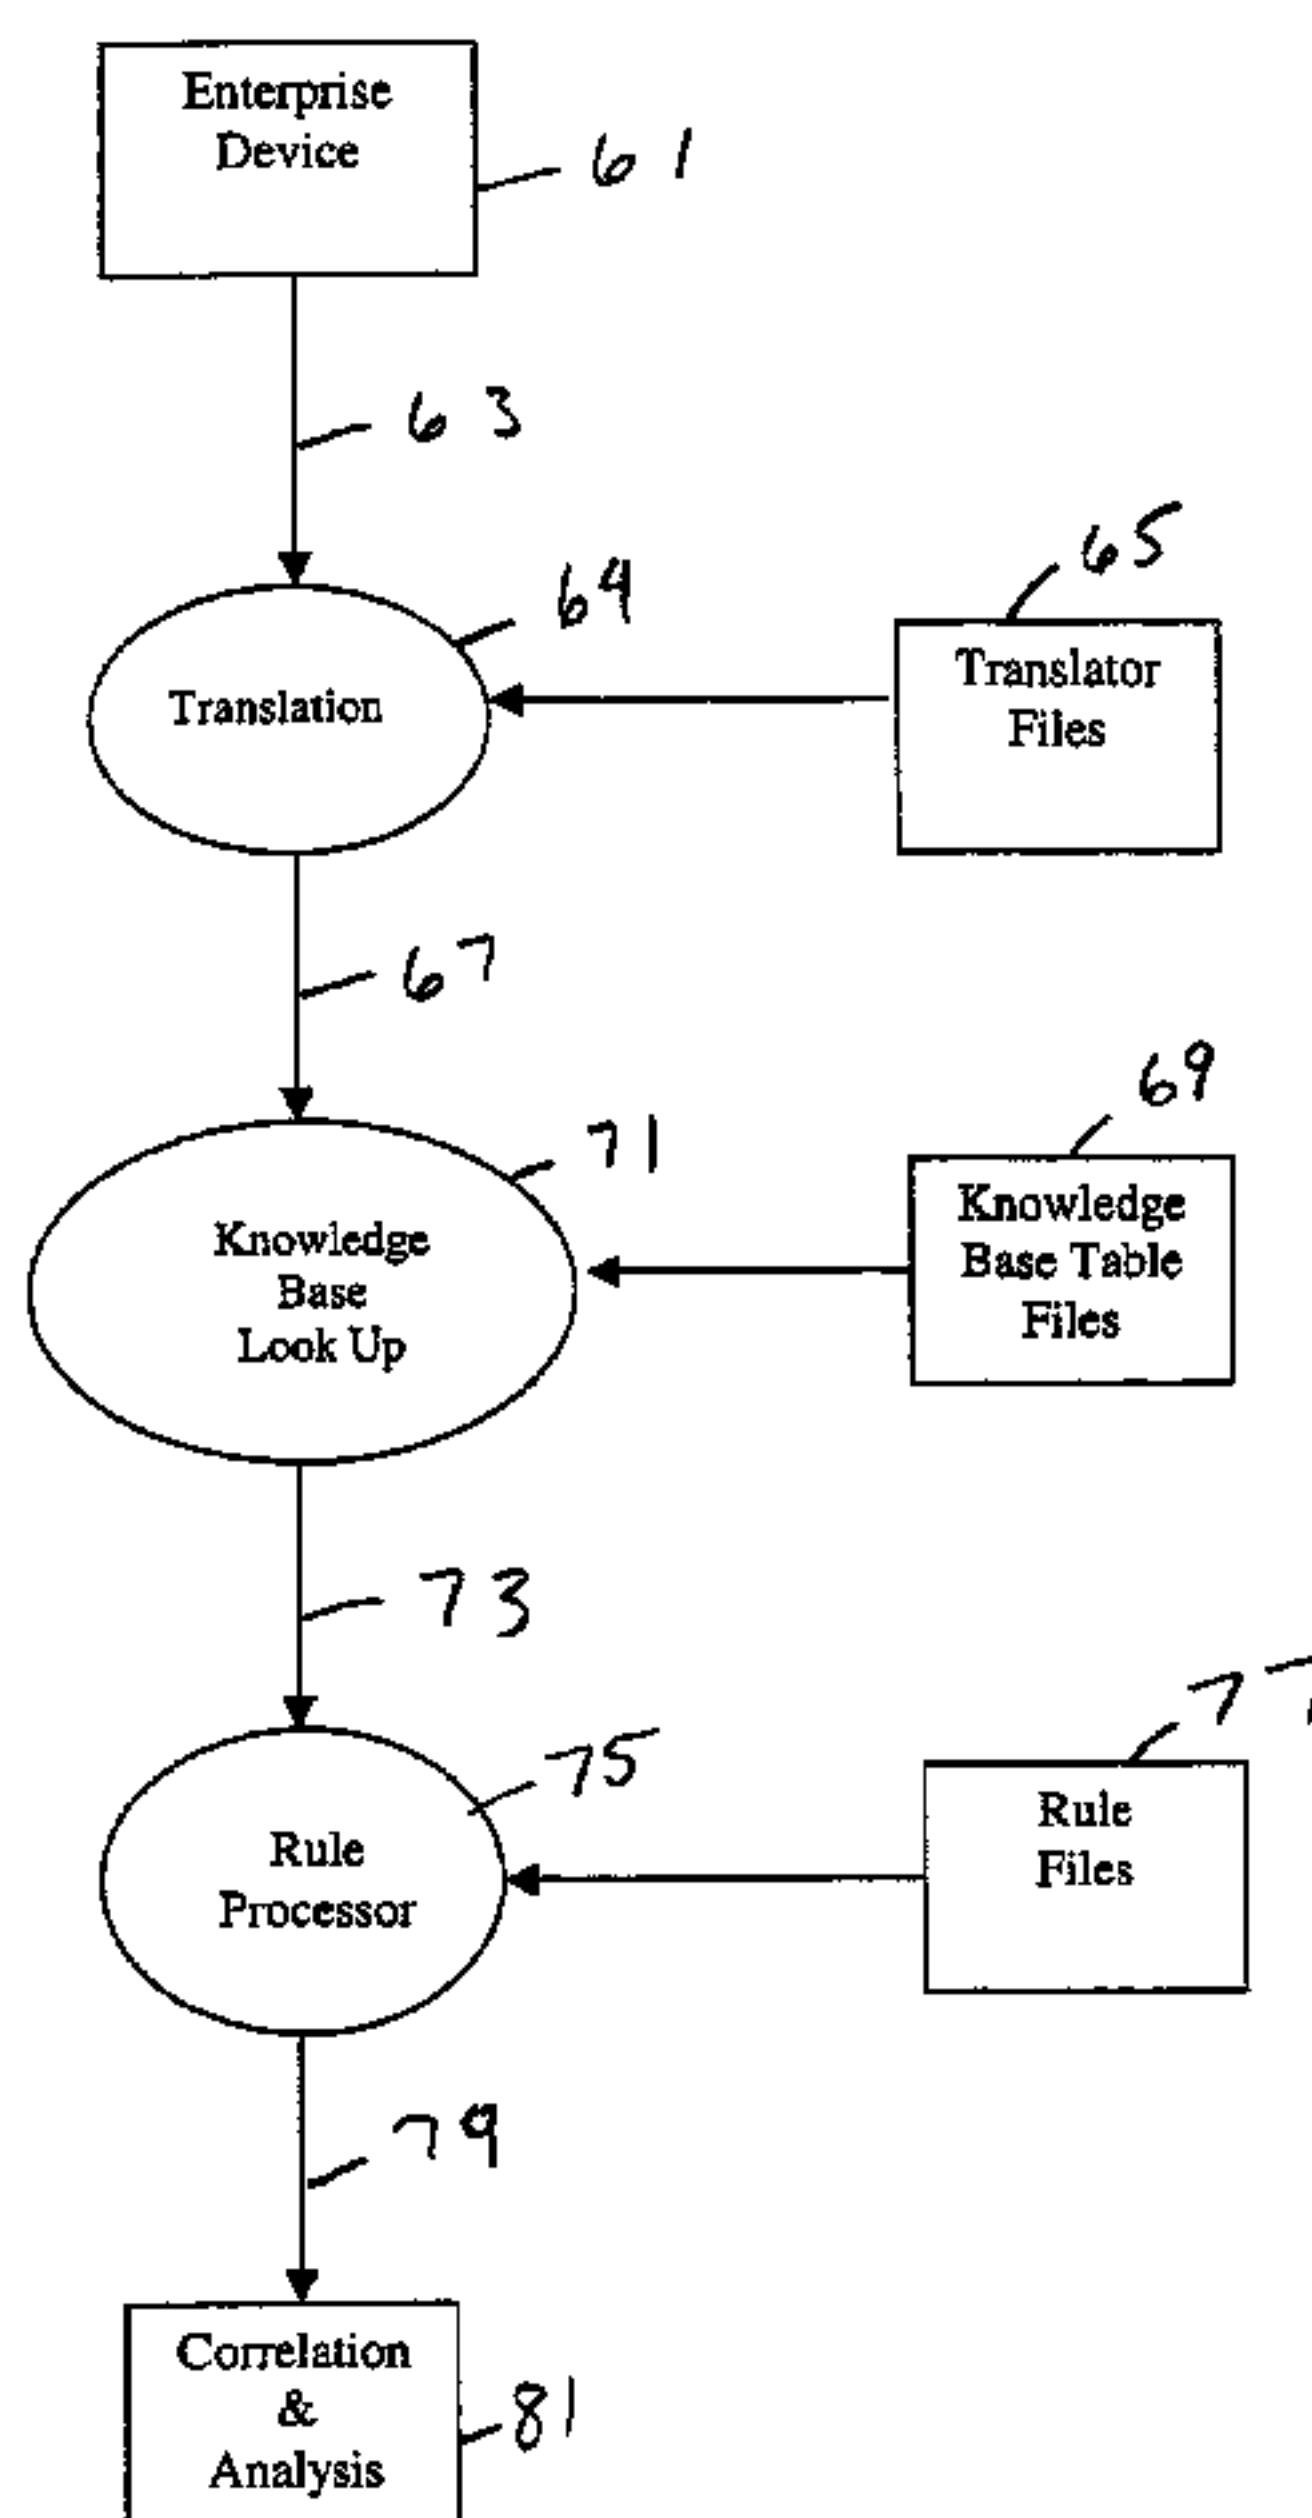 Enterprise
Device
61
63
64
65
Translation
Translator
Files
67
69
71
Knowledge
Base
Look Up
Knowledge
Base Table
Files
73
75
Rule
Processor
Rule
Files
79
Correlation
&
Analysis
81